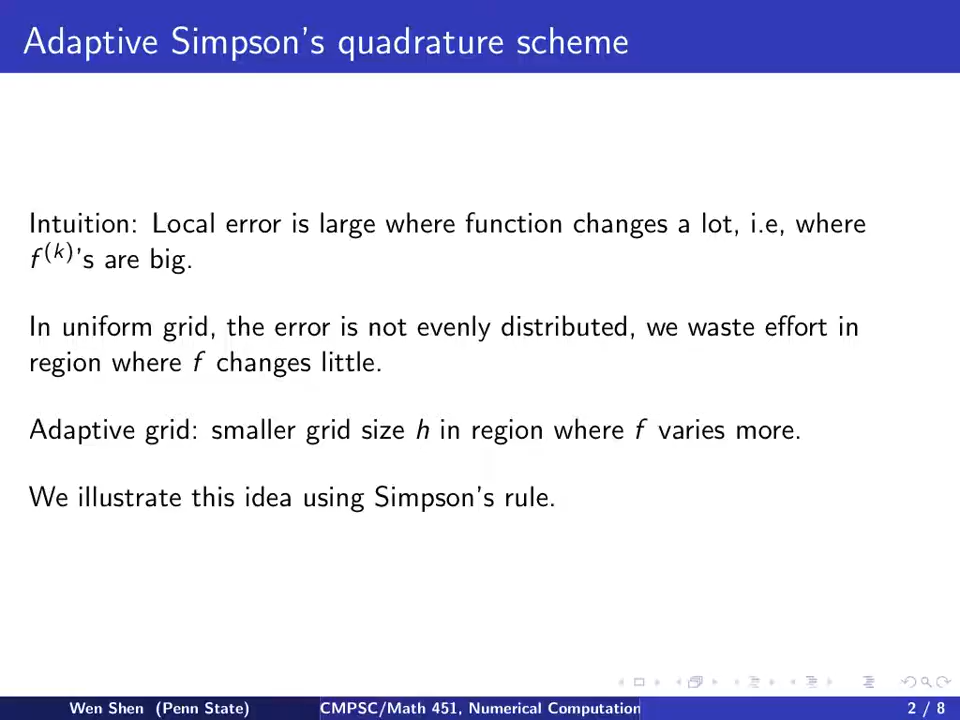 Adaptive Simpson's quadrature scheme
Intuition: Local error is large where function changes a lot, i.e, where
f^(k)'s are big.
In uniform grid, the error is not evenly distributed, we waste effort in
region where f changes little.
Adaptive grid: smaller grid size h in region where f varies more.
We illustrate this idea using Simpson's rule.
Wen Shen (Penn State) CMPSC/Math 451, Numerical Computation 2 / 8